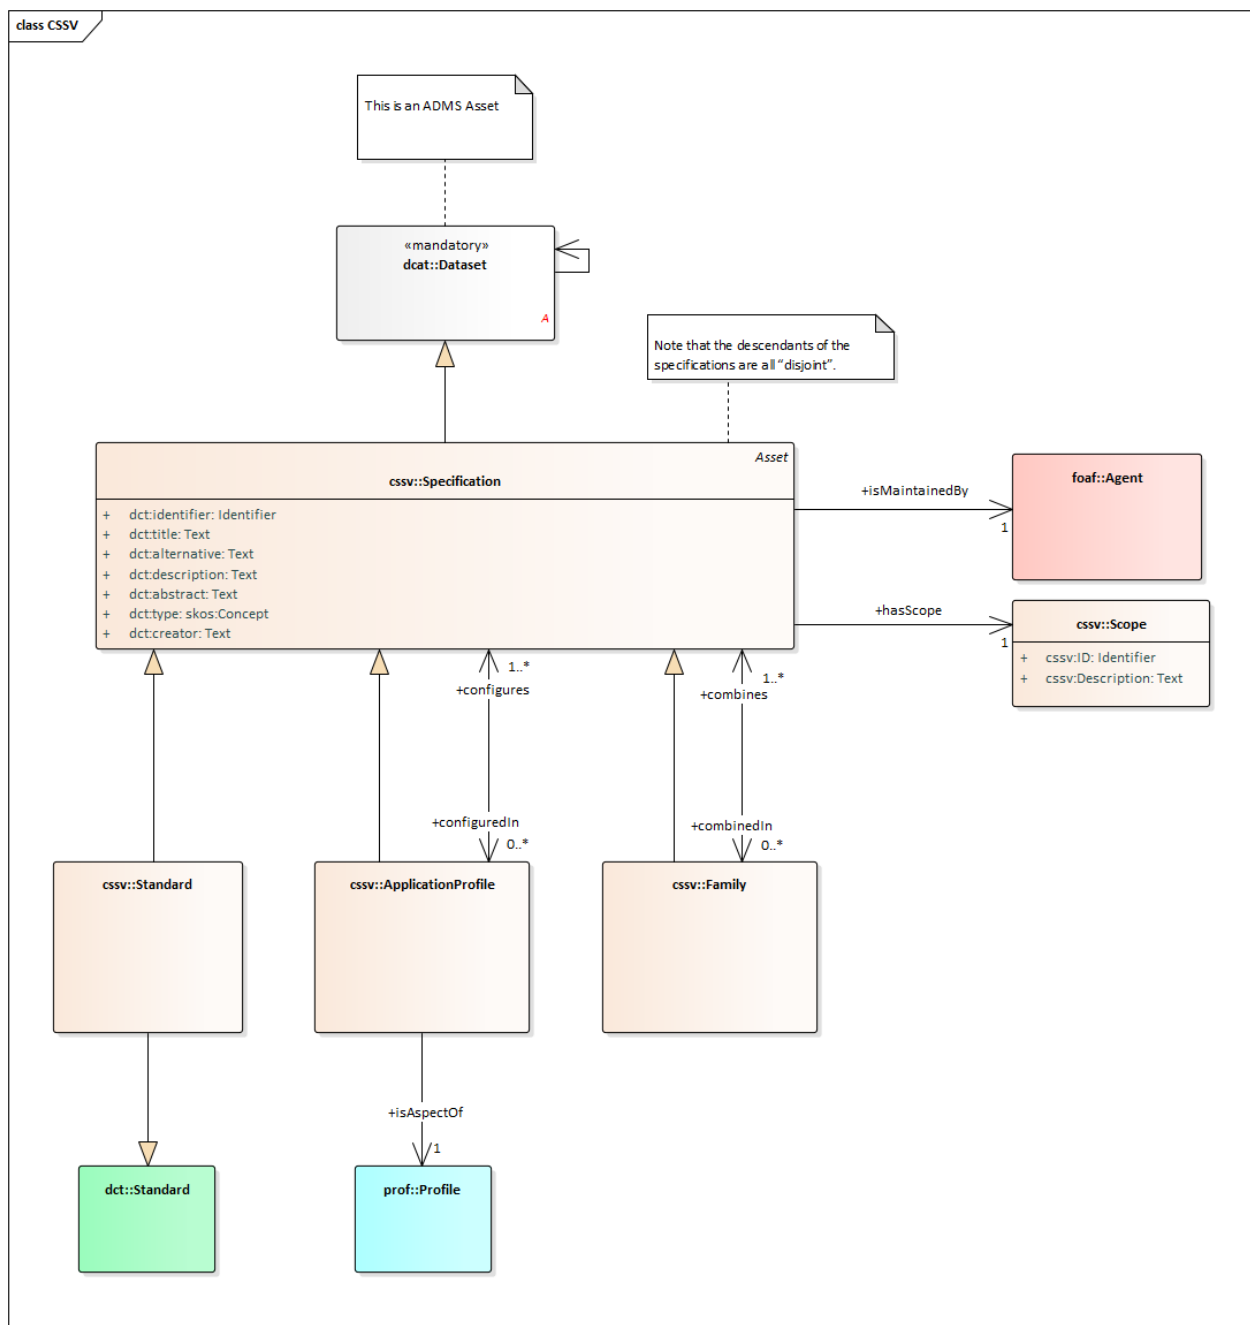 class CSSV
This is an ADMS Asset
«mandatory»
dcat::Dataset
A
Note that the descendants of the
specifications are all “disjoint”.
Asset
cssv::Specification
+ dct:identifier: Identifier
+ dct:title: Text
+ dct:alternative: Text
+ dct:description: Text
+ dct:abstract: Text
+ dct:type: skos:Concept
+ dct:creator: Text
+isMaintainedBy
1
foaf::Agent
+hasScope
1
cssv::Scope
+ cssv:ID: Identifier
+ cssv:Description: Text
1..*
+configures
1..*
+combines
+configuredIn
0..*
+combinedIn
0..*
cssv::Standard
cssv::ApplicationProfile
cssv::Family
+isAspectOf
1
dct::Standard
prof::Profile